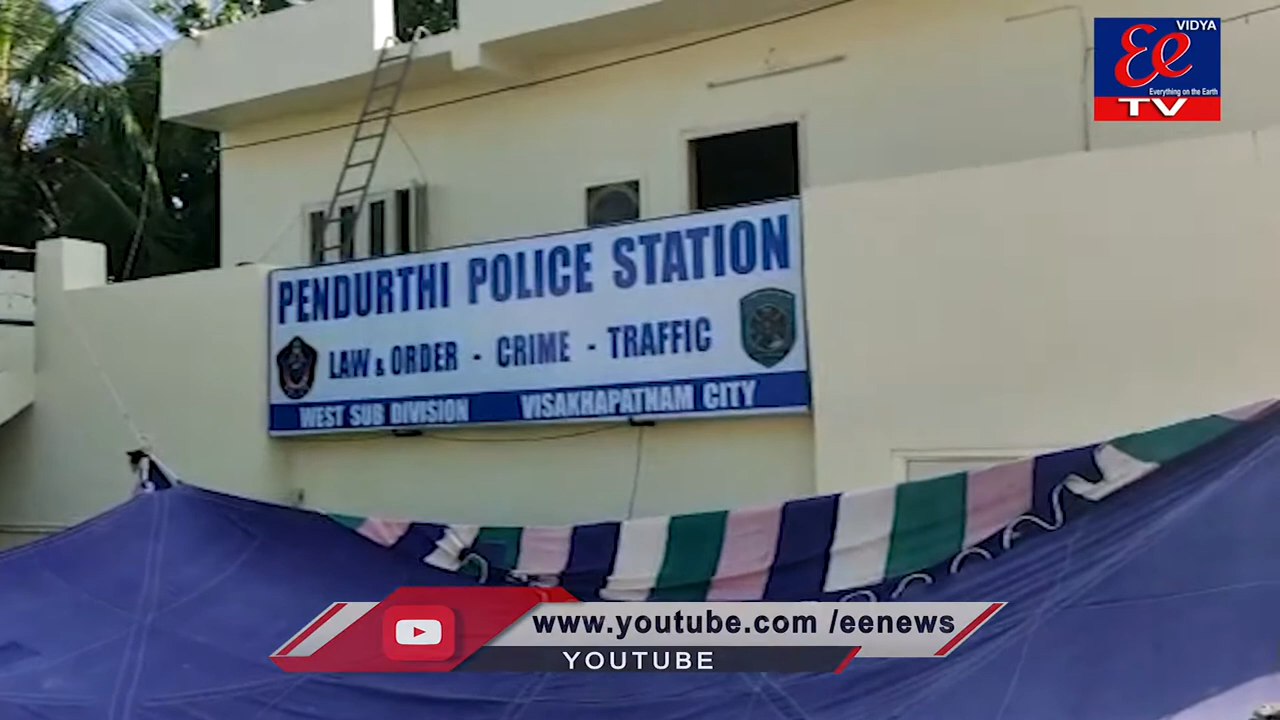 VIDYA
Ee
Everything on the Earth
TV
PENDURTHI POLICE STATION
LAW & ORDER - CRIME - TRAFFIC
WEST SUB DIVISION VISAKHAPATNAM CITY
www.youtube.com /eenews
YOUTUBE